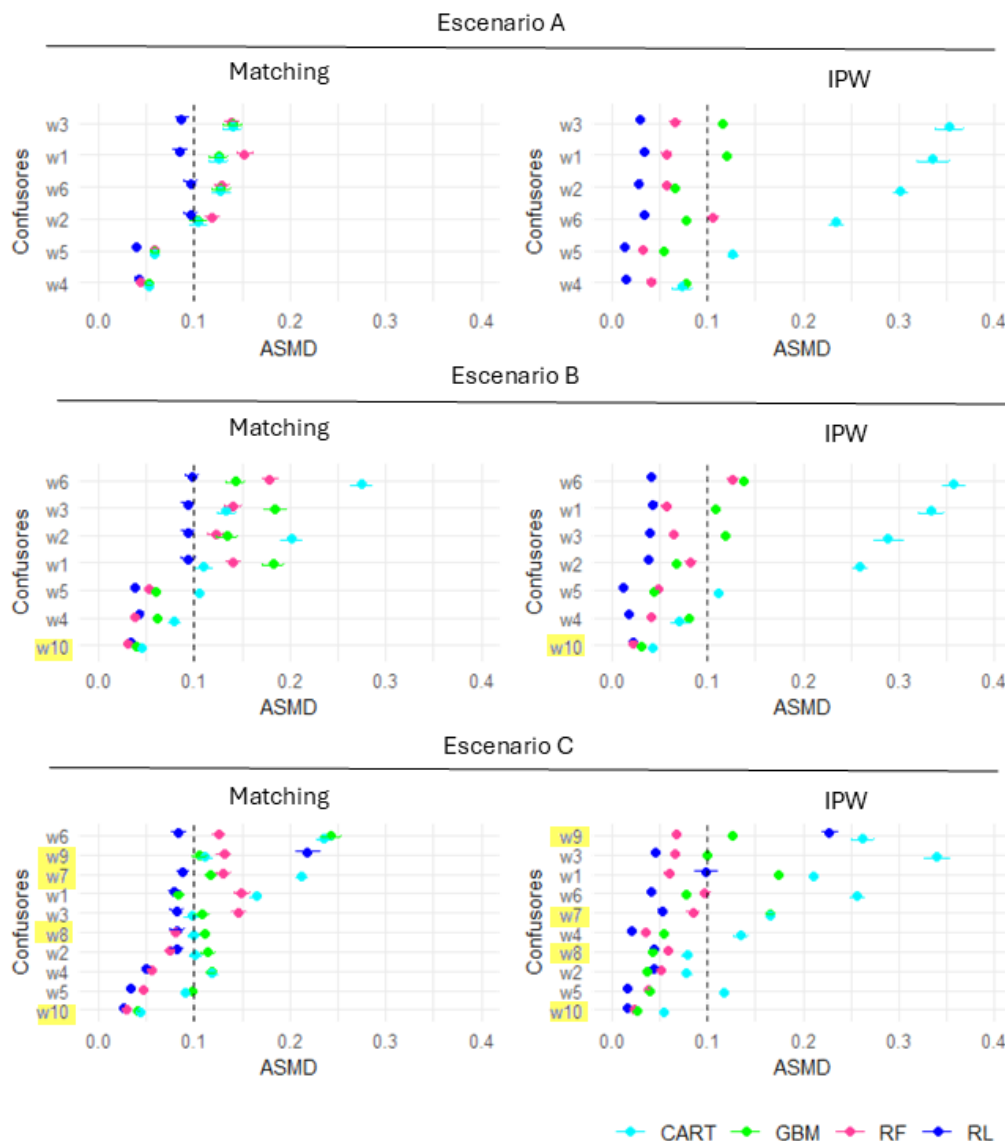 Escenario A
Matching
IPW
Confusores
w3
w1
w6
w2
w5
w4
0.0 0.1 0.2 0.3 0.4
ASMD
Confusores
w3
w1
w2
w6
w5
w4
0.0 0.1 0.2 0.3 0.4
ASMD
Escenario B
Matching
IPW
Confusores
w6
w3
w2
w1
w5
w4
w10
0.0 0.1 0.2 0.3 0.4
ASMD
Confusores
w6
w1
w3
w2
w5
w4
w10
0.0 0.1 0.2 0.3 0.4
ASMD
Escenario C
Matching
IPW
Confusores
w6
w9
w7
w1
w3
w8
w2
w4
w5
w10
0.0 0.1 0.2 0.3 0.4
ASMD
Confusores
w9
w3
w1
w6
w7
w4
w8
w2
w5
w10
0.0 0.1 0.2 0.3 0.4
ASMD
CART GBM RF RL